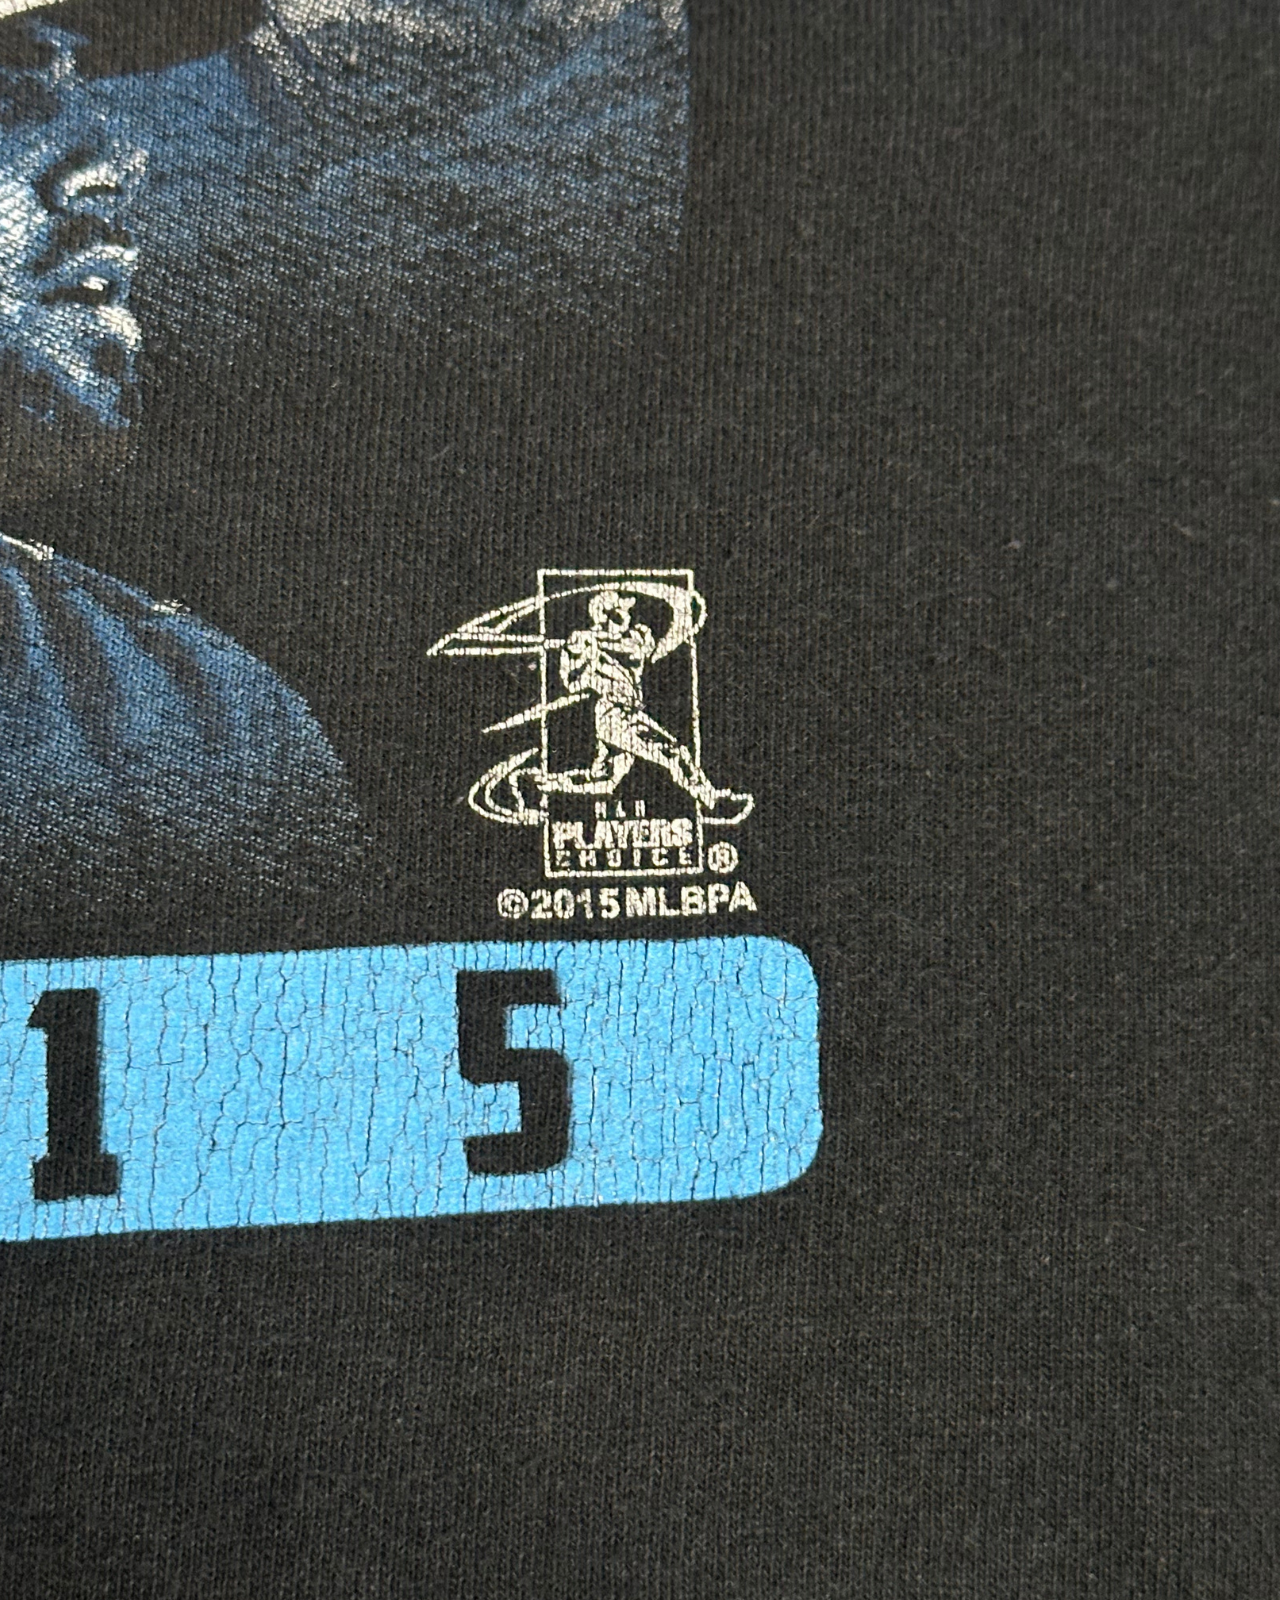 MLB
PLAYERS
CHOICE ®
©2015 MLBPA
1 5